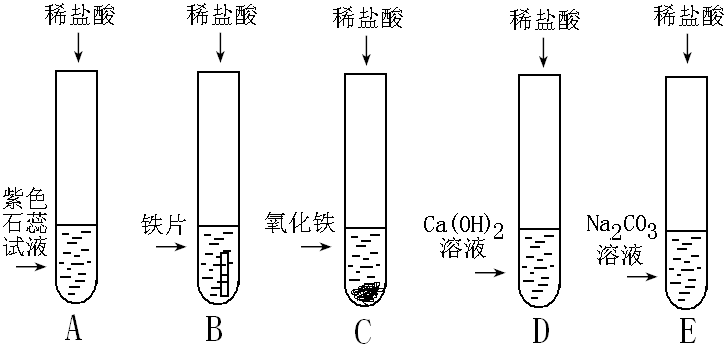 稀盐酸 稀盐酸 稀盐酸 稀盐酸 稀盐酸
紫色
石蕊
试液
铁片
氧化铁
Ca(OH)2
溶液
Na2CO3
溶液
A B C D E